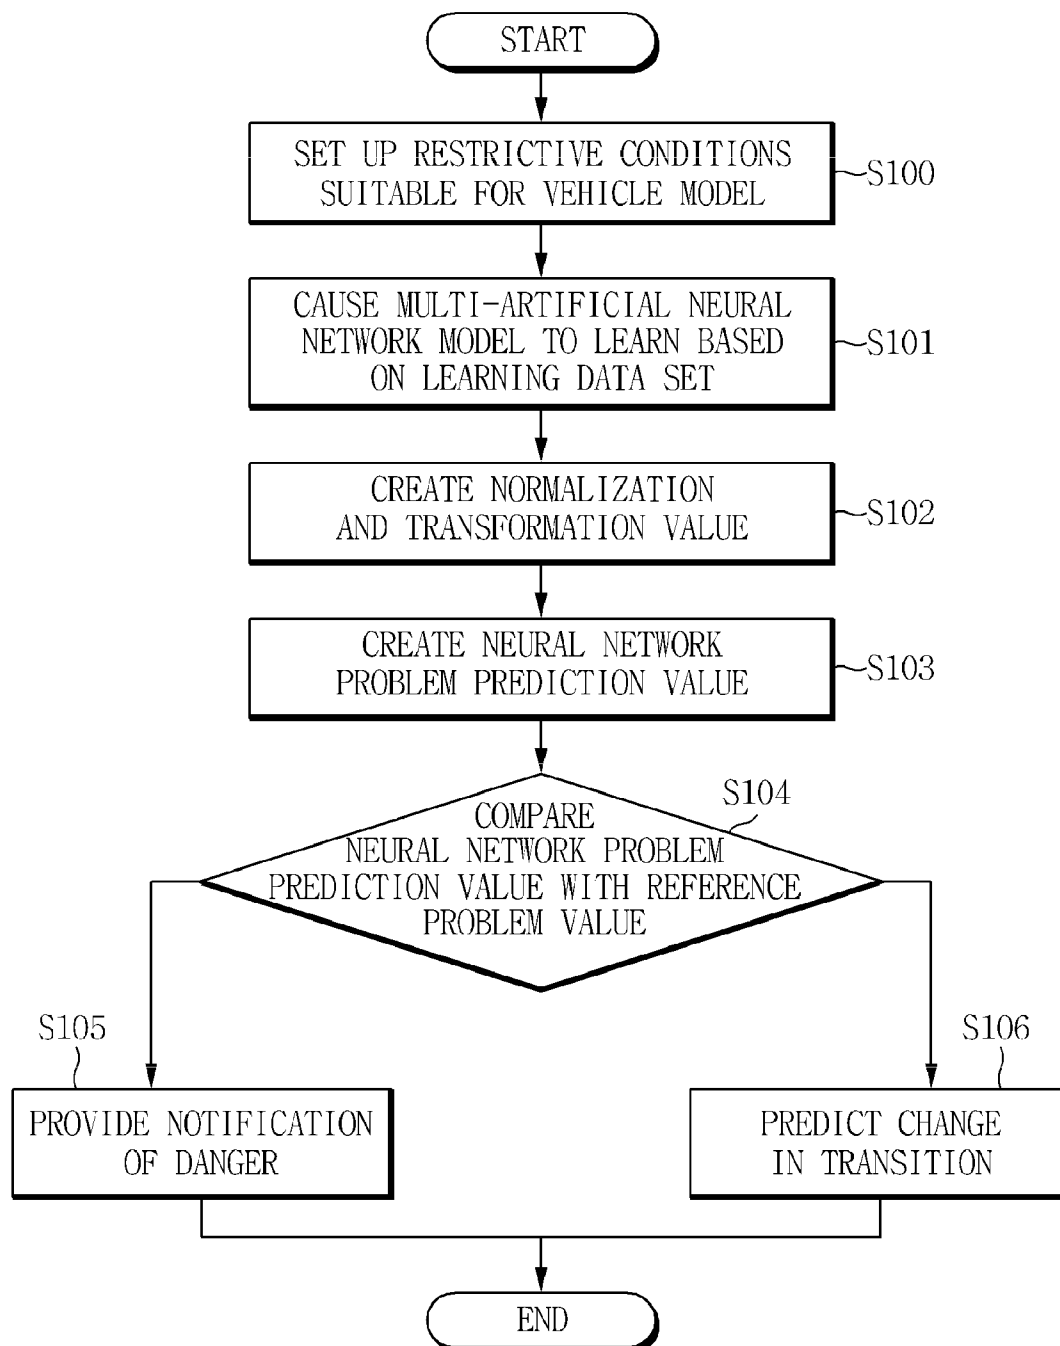 START
SET UP RESTRICTIVE CONDITIONS
SUITABLE FOR VEHICLE MODEL
S100
CAUSE MULTI-ARTIFICIAL NEURAL
NETWORK MODEL TO LEARN BASED
ON LEARNING DATA SET
S101
CREATE NORMALIZATION
AND TRANSFORMATION VALUE
S102
CREATE NEURAL NETWORK
PROBLEM PREDICTION VALUE
S103
S104
COMPARE
NEURAL NETWORK PROBLEM
PREDICTION VALUE WITH REFERENCE
PROBLEM VALUE
S105
PROVIDE NOTIFICATION
OF DANGER
S106
PREDICT CHANGE
IN TRANSITION
END